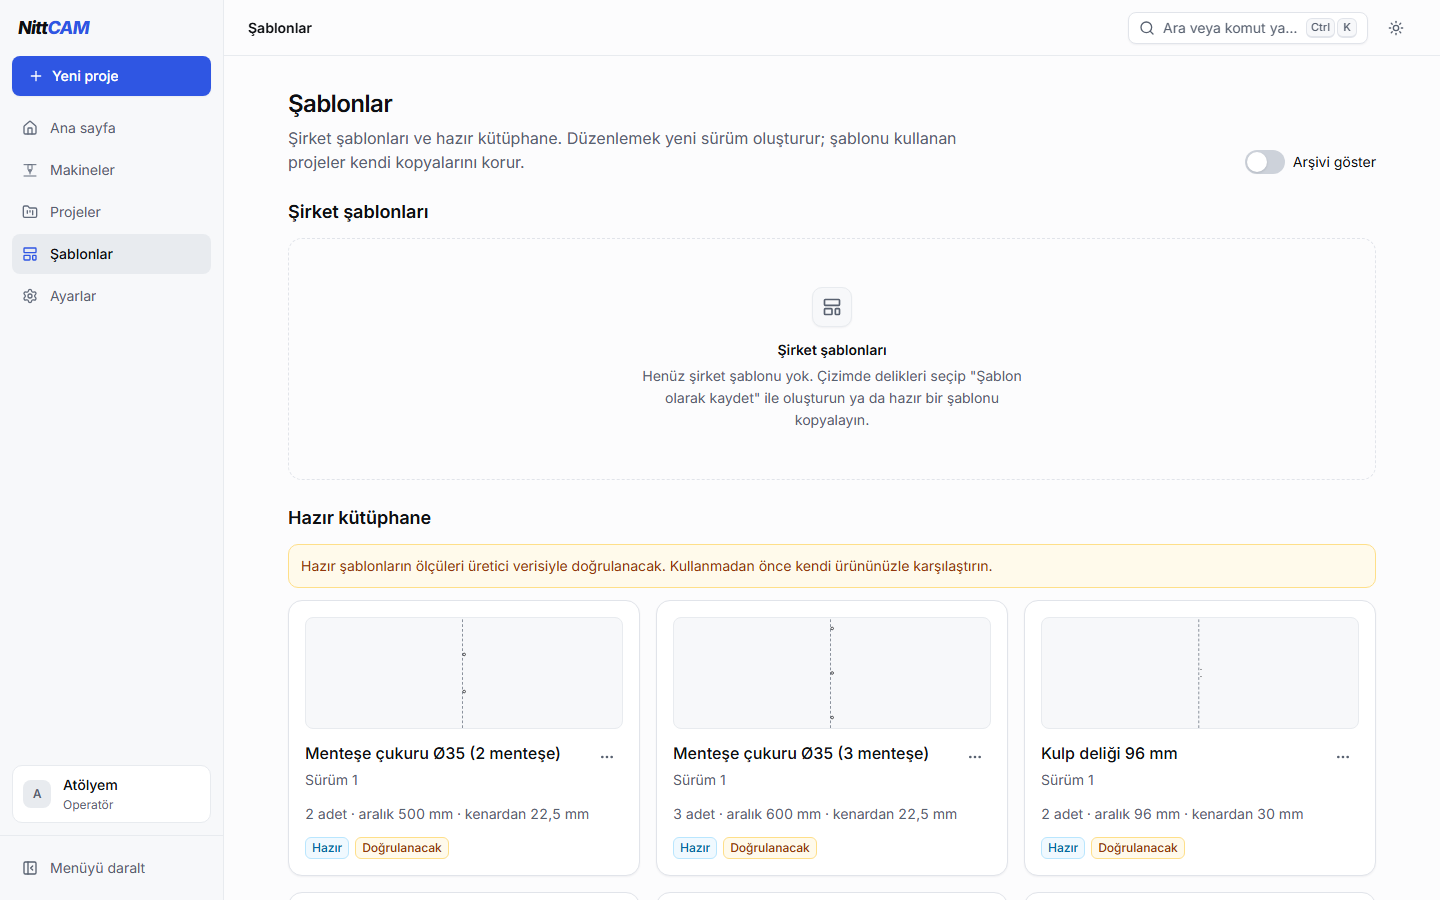 NittCAM
Şablonlar
Ara veya komut ya...
Ctrl
K
Yeni proje
Ana sayfa
Makineler
Projeler
Şablonlar
Ayarlar
Şablonlar
Şirket şablonları ve hazır kütüphane. Düzenlemek yeni sürüm oluşturur; şablonu kullanan
projeler kendi kopyalarını korur.
Arşivi göster
Şirket şablonları
Şirket şablonları
Henüz şirket şablonu yok. Çizimde delikleri seçip "Şablon
olarak kaydet" ile oluşturun ya da hazır bir şablonu
kopyalayın.
Hazır kütüphane
Hazır şablonların ölçüleri üretici verisiyle doğrulanacak. Kullanmadan önce kendi ürününüzle karşılaştırın.
Menteşe çukuru Ø35 (2 menteşe)
Sürüm 1
2 adet · aralık 500 mm · kenardan 22,5 mm
Hazır
Doğrulanacak
Menteşe çukuru Ø35 (3 menteşe)
Sürüm 1
3 adet · aralık 600 mm · kenardan 22,5 mm
Hazır
Doğrulanacak
Kulp deliği 96 mm
Sürüm 1
2 adet · aralık 96 mm · kenardan 30 mm
Hazır
Doğrulanacak
A
Atölyem
Operatör
Menüyü daralt